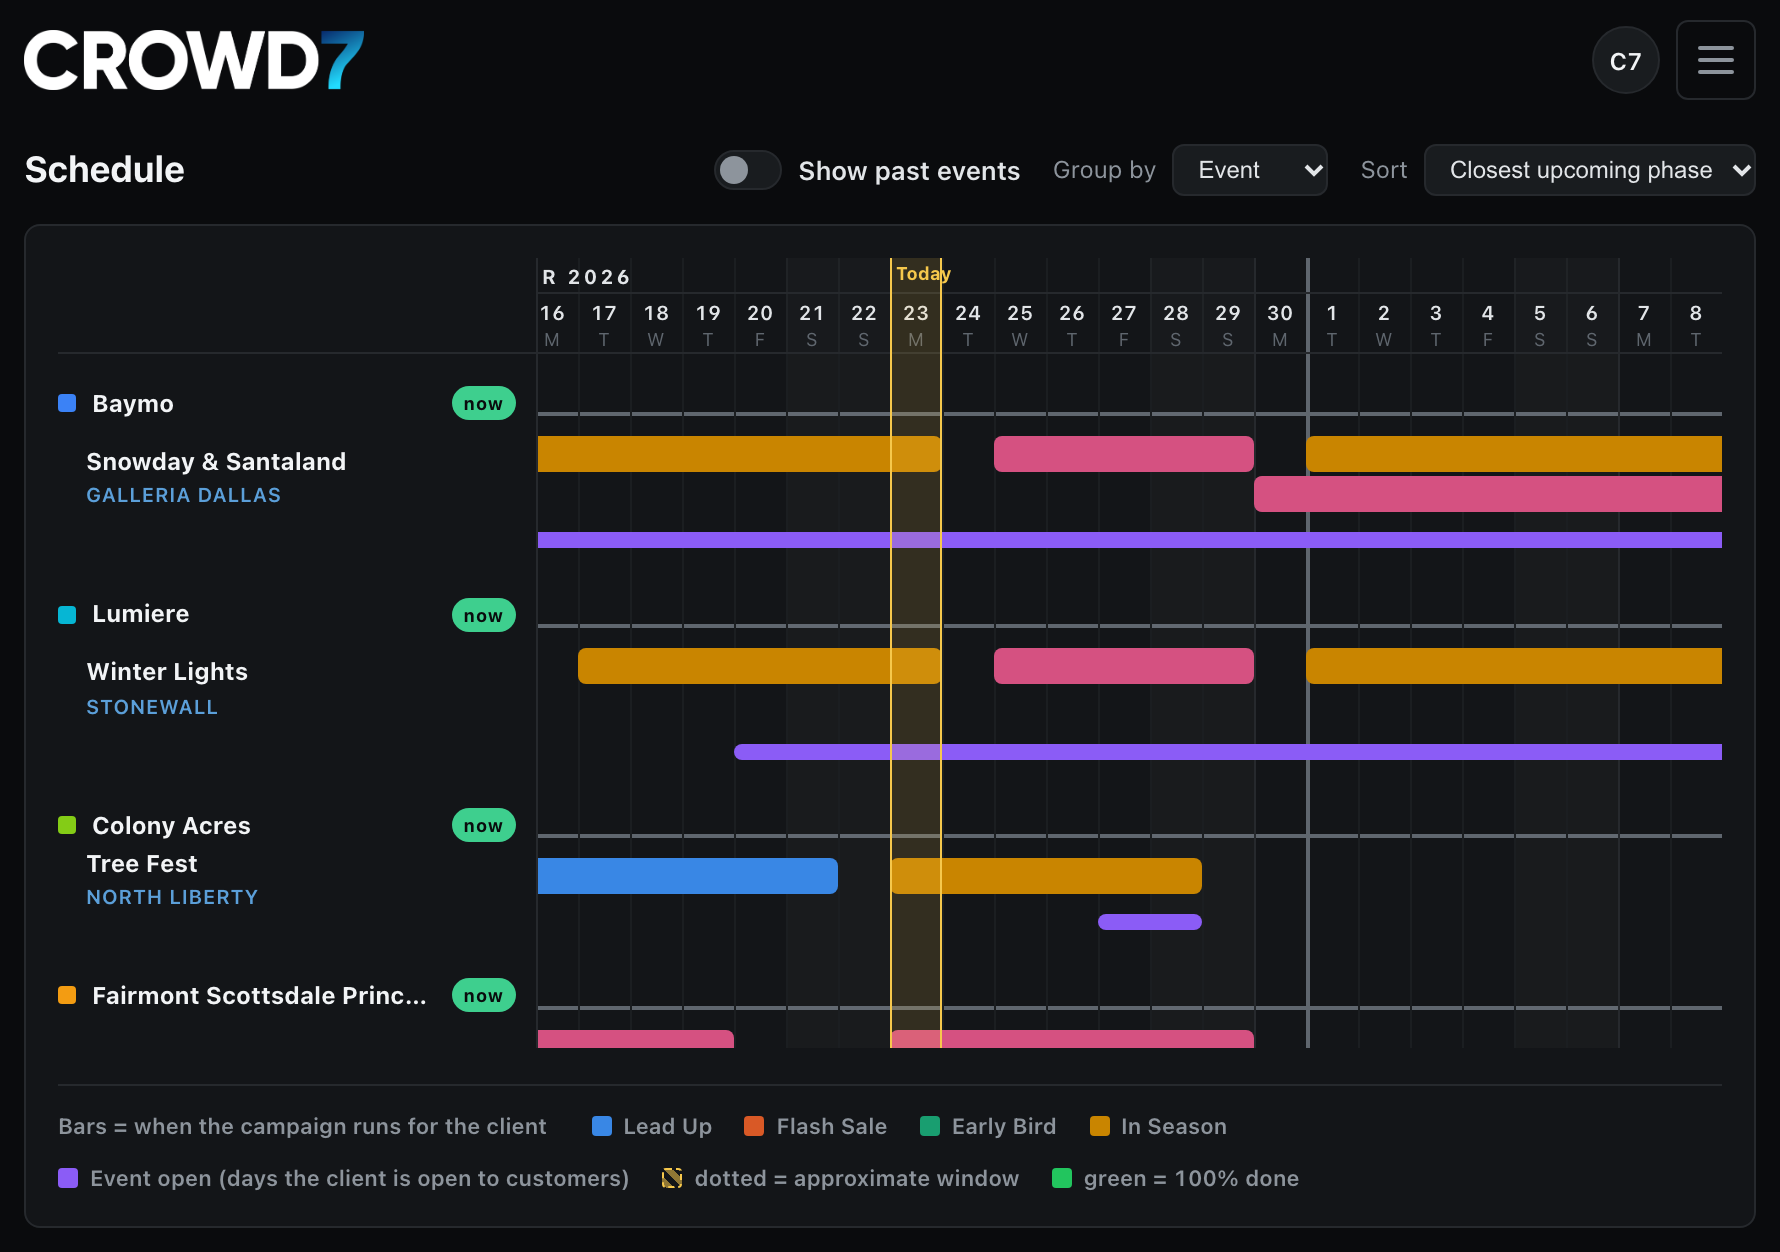 CROWD7
C7
Schedule
Show past events
Group by
Event
Sort
Closest upcoming phase
R 2026
Today
16 17 18 19 20 21 22 23 24 25 26 27 28 29 30 1 2 3 4 5 6 7 8
M T W T F S S M T W T F S S M T W T F S S M T
Baymo
now
Snowday & Santaland
GALLERIA DALLAS
Lumiere
now
Winter Lights
STONEWALL
Colony Acres
now
Tree Fest
NORTH LIBERTY
Fairmont Scottsdale Princ...
now
Bars = when the campaign runs for the client
Lead Up
Flash Sale
Early Bird
In Season
Event open (days the client is open to customers)
dotted = approximate window
green = 100% done